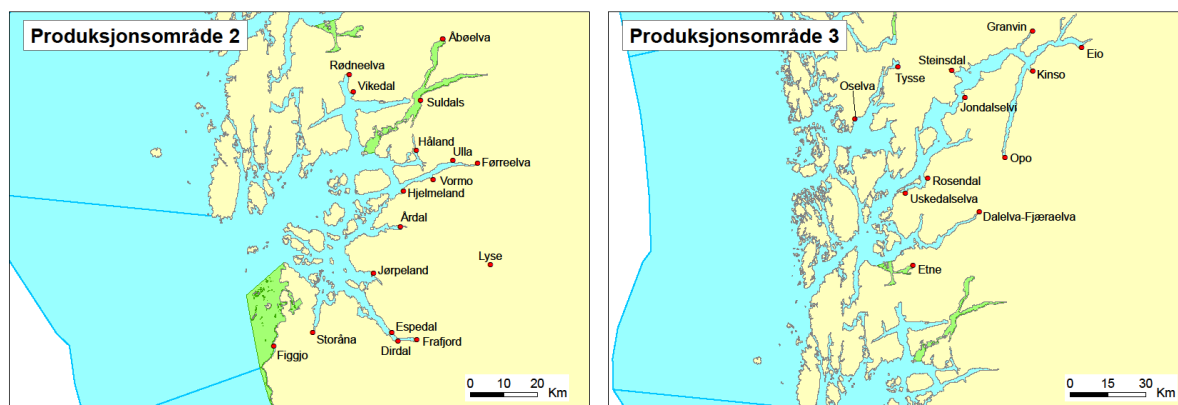 Produksjonsområde 2
Åbøelva
Rødneelva
Vikedal
Suldals
Håland
Ulla
Førreelva
Vormo
Hjelmeland
Årdal
Lyse
Jørpeland
Storåna
Espedal
Dirdal
Frafjord
Figgjo
0 10 20
Km
Produksjonsområde 3
Granvin
Eio
Steinsdal
Tysse
Kinso
Oselva
Jondalselvi
Opo
Rosendal
Uskedalselva
Dalelva-Fjæraelva
Etne
0 15 30
Km